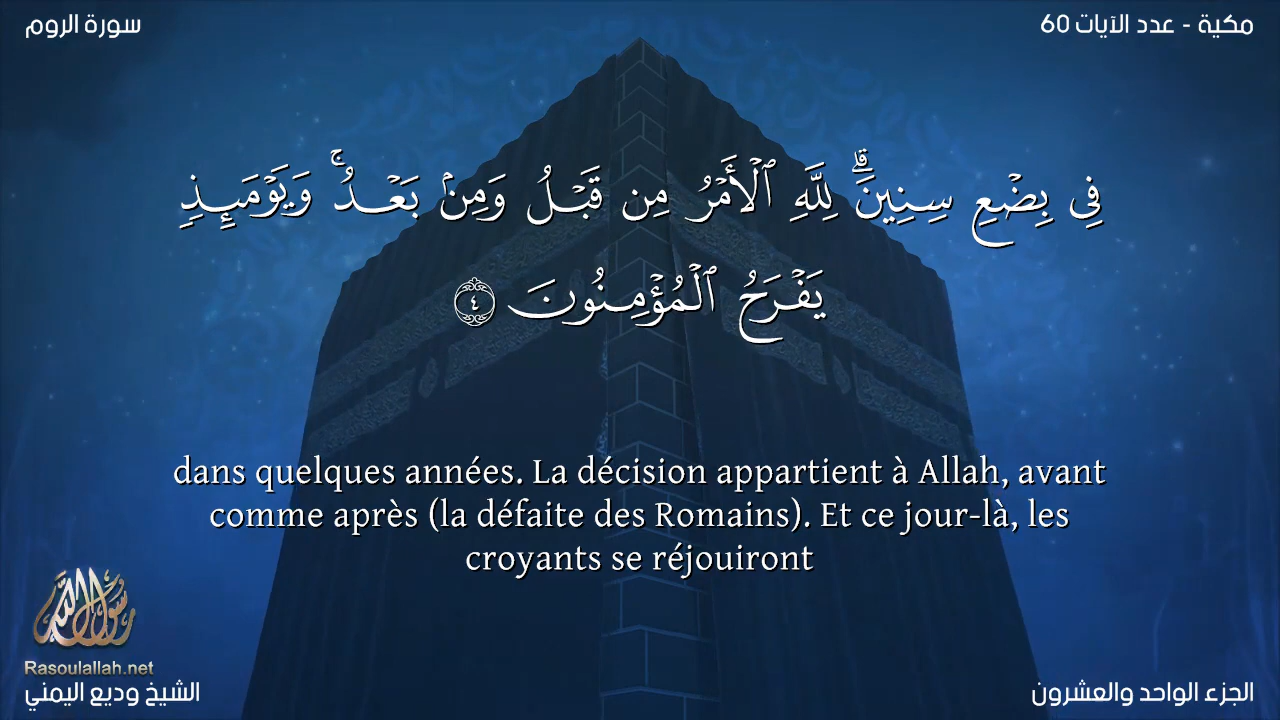 سورة الروم
مكية - عدد الآيات 60
فِي بِضْعِ سِنِينَ ۗ لِلَّهِ ٱلْأَمْرُ مِن قَبْلُ وَمِنۢ بَعْدُ ۚ وَيَوْمَئِذٍ
يَفْرَحُ ٱلْمُؤْمِنُونَ ٤
dans quelques années. La décision appartient à Allah, avant
comme après (la défaite des Romains). Et ce jour-là, les
croyants se réjouiront
رسول الله
Rasoulallah.net
الشيخ وديع اليمني
الجزء الواحد والعشرون